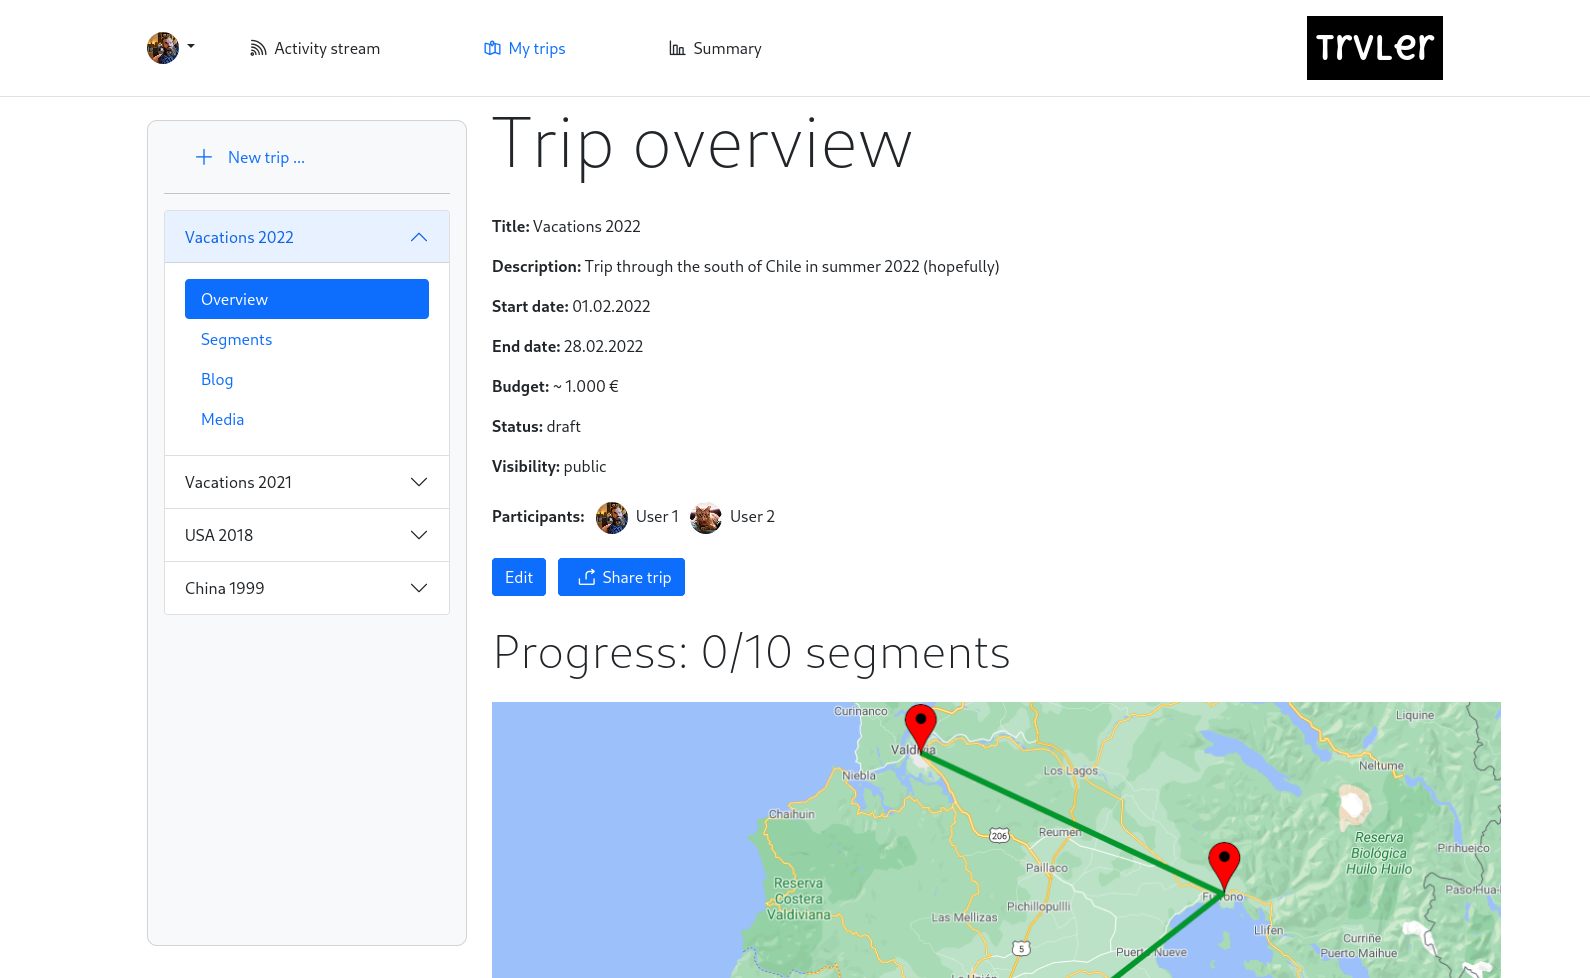 Activity stream
My trips
Summary
TRVLer
New trip ...
Vacations 2022
Overview
Segments
Blog
Media
Vacations 2021
USA 2018
China 1999
Trip overview
Title: Vacations 2022
Description: Trip through the south of Chile in summer 2022 (hopefully)
Start date: 01.02.2022
End date: 28.02.2022
Budget: ~ 1.000 €
Status: draft
Visibility: public
Participants: User 1 User 2
Edit
Share trip
Progress: 0/10 segments
Curinanco
Liquine
Valdivia
Neltume
Niebla
Los Lagos
Chaihuin
206
Reumen
Reserva
Biológica
Huilo Huilo
Pirihueico
Paillaco
Reserva
Costera
Valdiviana
Futrono
Paso Hua-
Pichirropulli
Las Mellizas
Llifen
Curriñe
5
Puerto Nueve
Puerto Maihue
La Unión